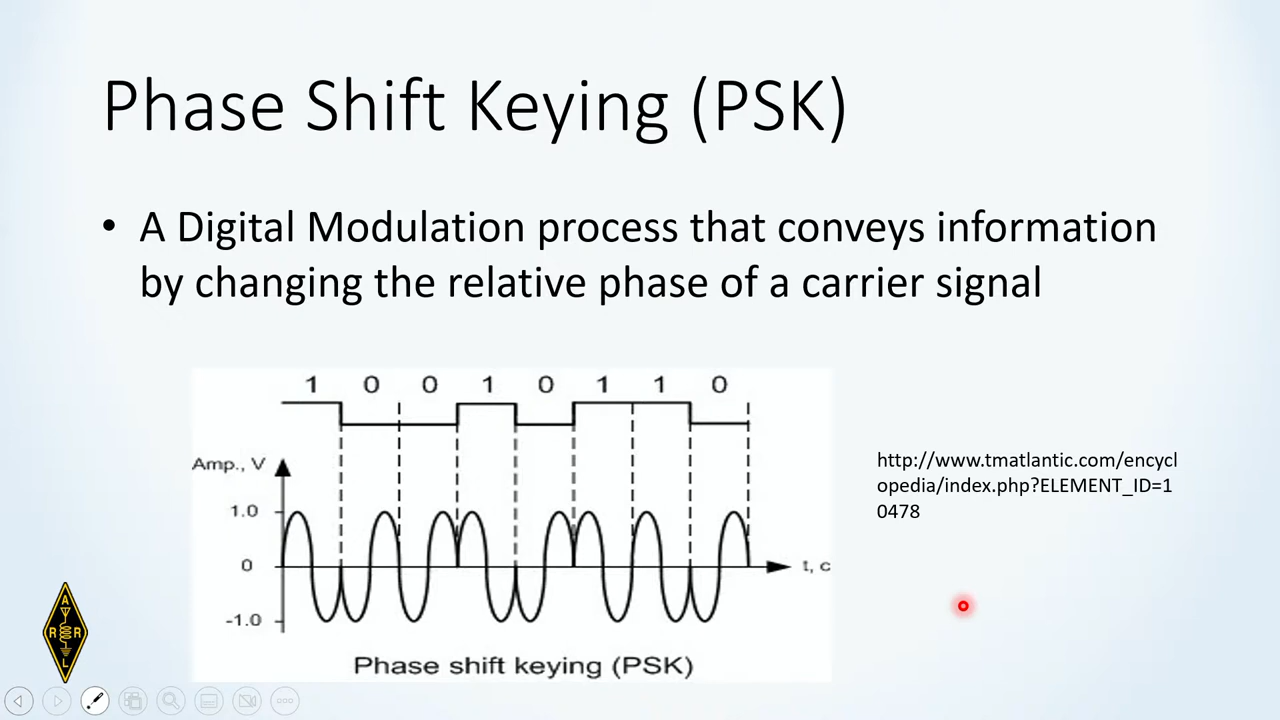 Phase Shift Keying (PSK)
• A Digital Modulation process that conveys information
by changing the relative phase of a carrier signal
1 0 0 1 0 1 1 0
Amp., V
1.0
0
-1.0
t, c
Phase shift keying (PSK)
http://www.tmatlantic.com/encycl
opedia/index.php?ELEMENT_ID=1
0478
A
R R
L